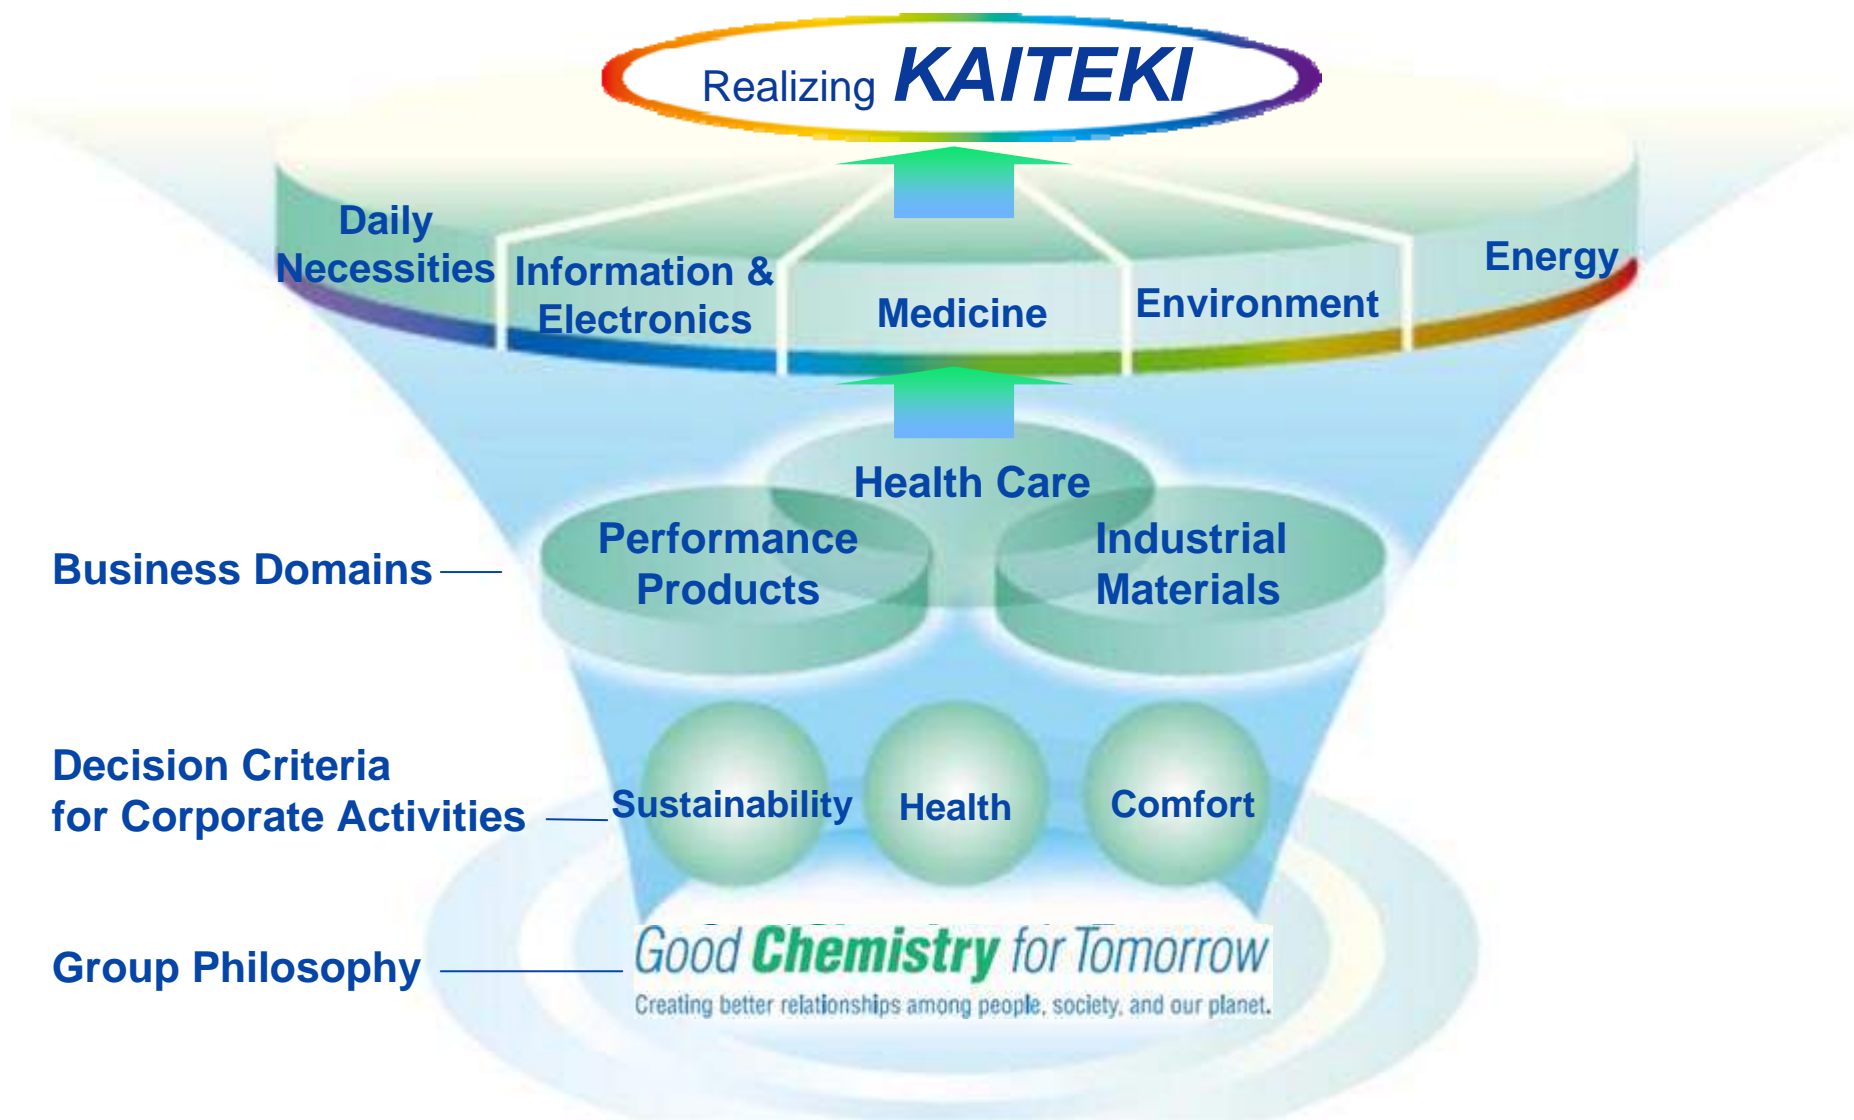 Realizing KAITEKI
Daily
Necessities
Information &
Electronics
Medicine
Environment
Energy
Health Care
Performance
Products
Industrial
Materials
Business Domains
Decision Criteria
for Corporate Activities
Sustainability
Health
Comfort
Group Philosophy
Good Chemistry for Tomorrow
Creating better relationships among people, society, and our planet.